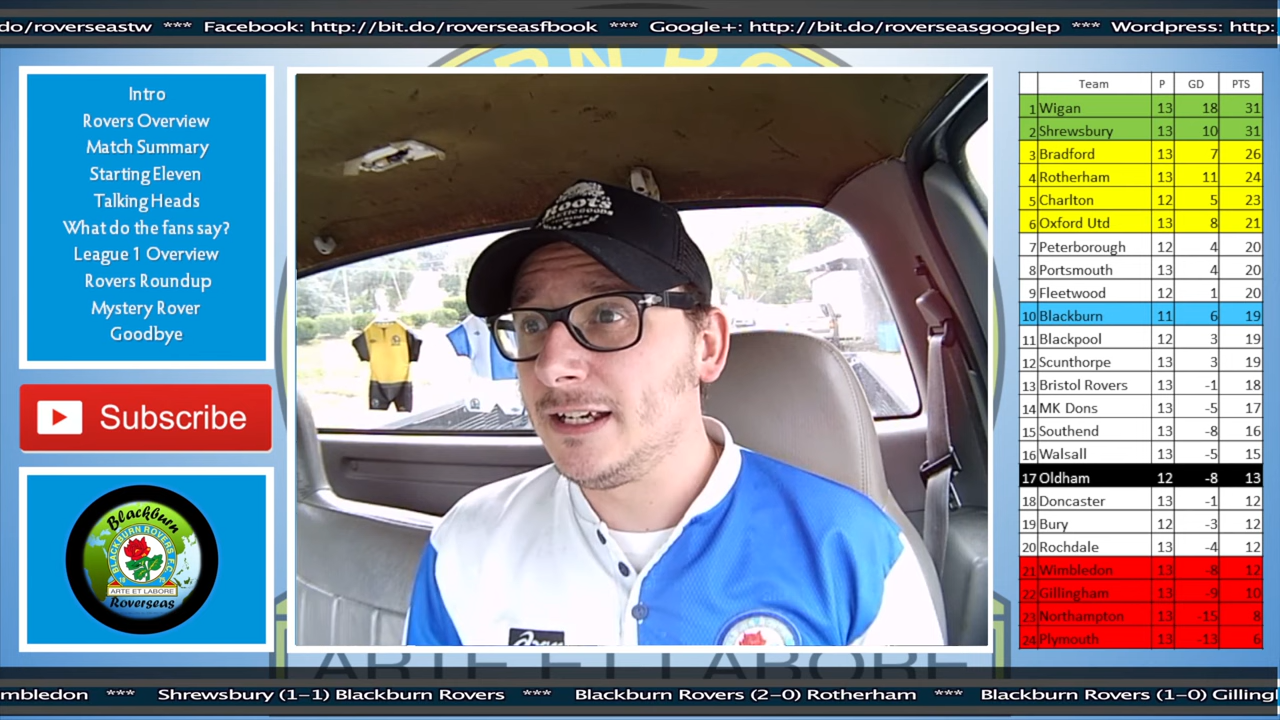 do/roverseastw *** Facebook: http://bit.do/roverseasfbook *** Google+: http://bit.do/roverseasgooglep *** Wordpress: http:
Intro
Rovers Overview
Match Summary
Starting Eleven
Talking Heads
What do the fans say?
League 1 Overview
Rovers Roundup
Mystery Rover
Goodbye
Subscribe
Blackburn
BLACKBURN ROVERS F.C.
18 75
ARTE ET LABORE
Roverseas
Roots
asics
Team P GD PTS
1 Wigan 13 18 31
2 Shrewsbury 13 10 31
3 Bradford 13 7 26
4 Rotherham 13 11 24
5 Charlton 12 5 23
6 Oxford Utd 13 8 21
7 Peterborough 12 4 20
8 Portsmouth 13 4 20
9 Fleetwood 12 1 20
10 Blackburn 11 6 19
11 Blackpool 12 3 19
12 Scunthorpe 13 3 19
13 Bristol Rovers 13 -1 18
14 MK Dons 13 -5 17
15 Southend 13 -8 16
16 Walsall 13 -5 15
17 Oldham 12 -8 13
18 Doncaster 13 -1 12
19 Bury 12 -3 12
20 Rochdale 13 -4 12
21 Wimbledon 13 -8 12
22 Gillingham 13 -9 10
23 Northampton 13 -15 8
24 Plymouth 13 -13 6
ARTE ET LABORE
mbledon *** Shrewsbury (1-1) Blackburn Rovers *** Blackburn Rovers (2-0) Rotherham *** Blackburn Rovers (1-0) Gilling